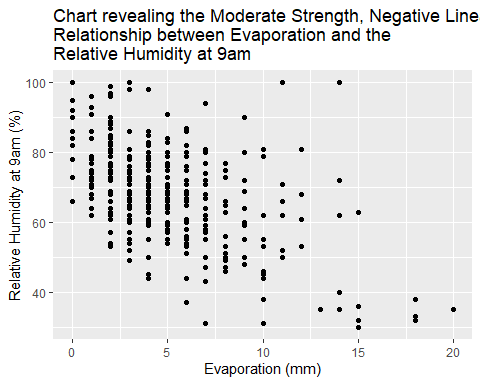 Chart revealing the Moderate Strength, Negative Line
Relationship between Evaporation and the
Relative Humidity at 9am
100
80
60
40
Relative Humidity at 9am (%)
0 5 10 15 20
Evaporation (mm)